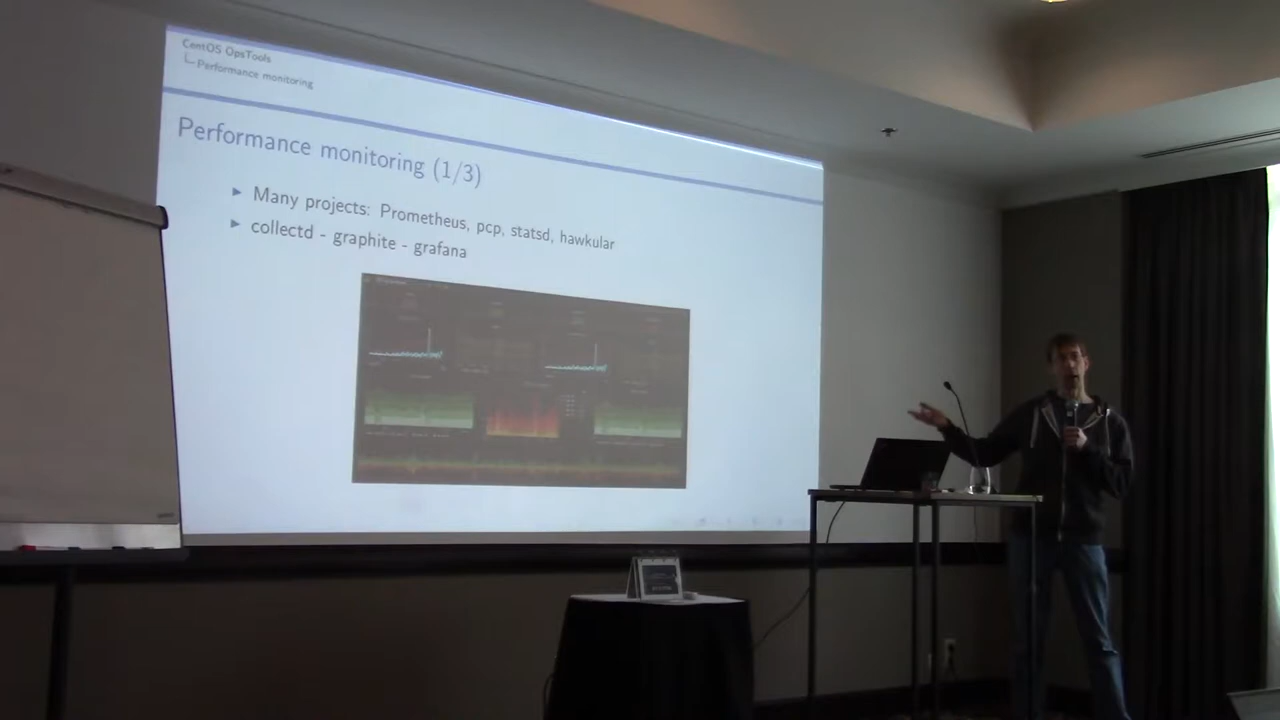 CentOS OpsTools
Performance monitoring
Performance monitoring (1/3)
Many projects: Prometheus, pcp, statsd, hawkular
collectd - graphite - grafana